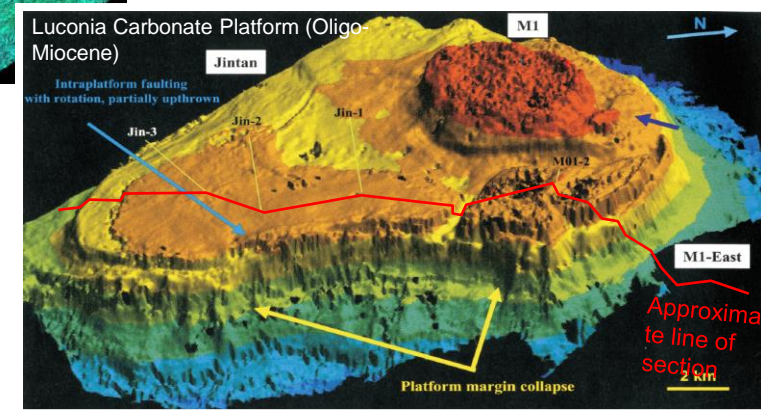 Luconia Carbonate Platform (Oligo-
Miocene)
M1
N
Jintan
Intraplatform faulting
with rotation, partially upthrown
Jin-3
Jin-2
Jin-1
M01-2
M1-East
Approxima
te line of
section
2 km
Platform margin collapse